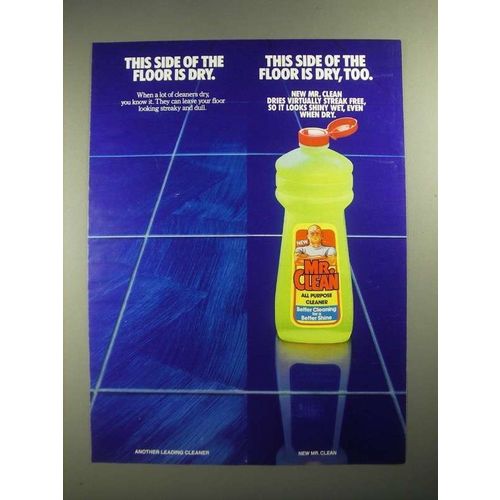 THIS SIDE OF THE
FLOOR IS DRY.
When a lot of cleaners dry,
you know it. They can leave your floor
looking streaky and dull.
THIS SIDE OF THE
FLOOR IS DRY, TOO.
NEW MR. CLEAN
DRIES VIRTUALLY STREAK FREE,
SO IT LOOKS SHINY WET, EVEN
WHEN DRY.
NEW
MR.
CLEAN
ALL PURPOSE
CLEANER
Better Cleaning
for a
Better Shine
ANOTHER LEADING CLEANER
NEW MR. CLEAN